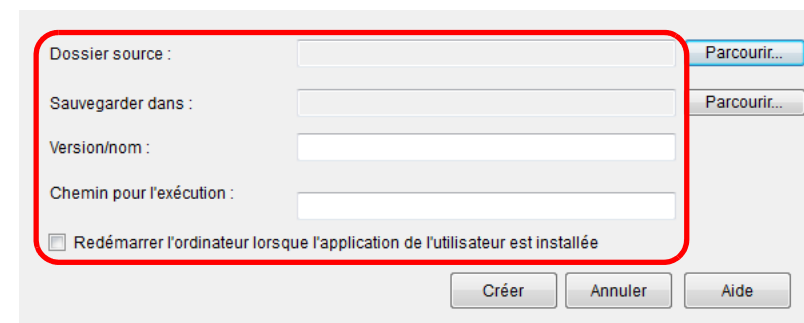 Dossier source : Parcourir...
Sauvegarder dans : Parcourir...
Version/nom :
Chemin pour l'exécution :
Redémarrer l'ordinateur lorsque l'application de l'utilisateur est installée
Créer Annuler Aide